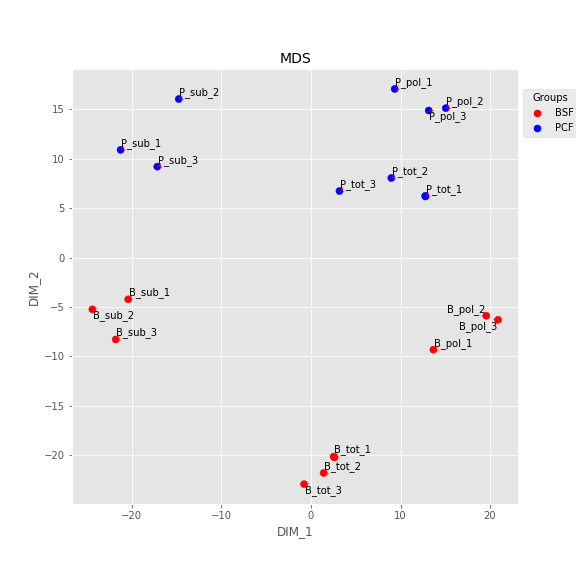 MDS
P_sub_2
P_pol_1
P_pol_2
P_pol_3
P_sub_1
P_sub_3
P_tot_2
P_tot_3
P_tot_1
Groups
BSF
PCF
B_sub_1
B_sub_2
B_sub_3
B_pol_2
B_pol_3
B_pol_1
B_tot_1
B_tot_2
B_tot_3
15
10
5
0
−5
−10
−15
−20
DIM_2
−20
−10
0
10
20
DIM_1